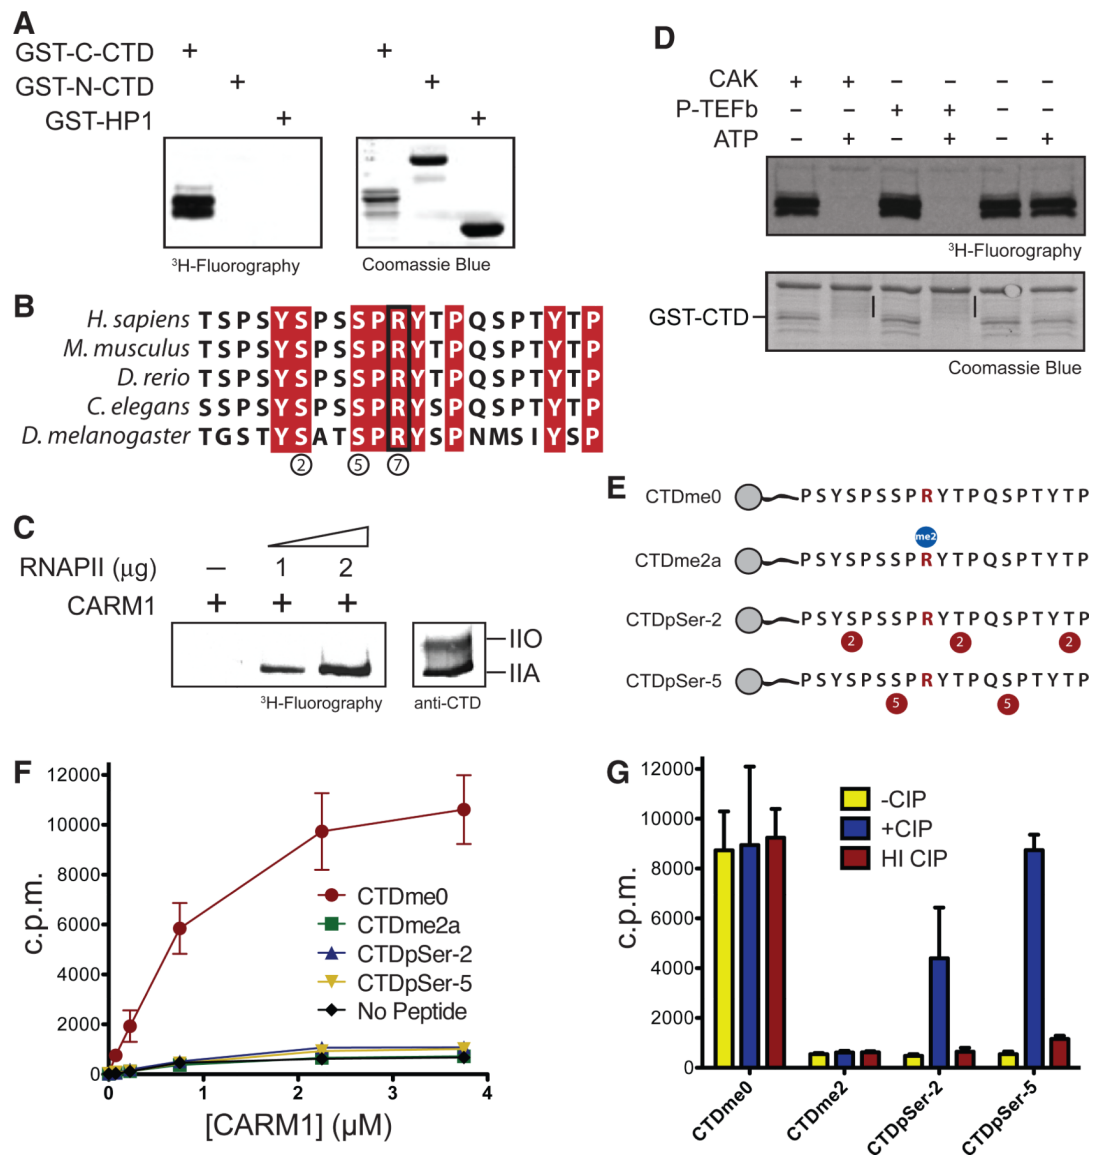 A
GST-C-CTD + +
GST-N-CTD + +
GST-HP1 + +
³H-Fluorography
Coomassie Blue
B
H. sapiens TSPSYSPSSPRYTPQSPTYTP
M. musculus TSPSYSPSSPRYTPQSPTYTP
D. rerio TSPSYSPSSPRYTPQSPTYTP
C. elegans SSPSYSPSSPRYSPQSPTYTP
D. melanogaster TGSTYSATSPRYSPNMSIYSP
2 5 7
C
RNAPII (µg) – 1 2
CARM1 + + +
IIO
IIA
³H-Fluorography
anti-CTD
D
CAK + + – – – –
P-TEFb – – + + – –
ATP – + – + – +
³H-Fluorography
GST-CTD
Coomassie Blue
E
CTDme0 PSYSPSSPRYTPQSPTYTP
me2
CTDme2a PSYSPSSPRYTPQSPTYTP
CTDpSer-2 PSYSPSSPRYTPQSPTYTP
2 2 2
CTDpSer-5 PSYSPSSPRYTPQSPTYTP
5 5
F
12000
10000
8000
6000
4000
2000
0
c.p.m.
0 1 2 3 4
[CARM1] (µM)
CTDme0
CTDme2a
CTDpSer-2
CTDpSer-5
No Peptide
G
12000
10000
8000
6000
4000
2000
0
c.p.m.
-CIP
+CIP
HI CIP
CTDme0
CTDme2
CTDpSer-2
CTDpSer-5